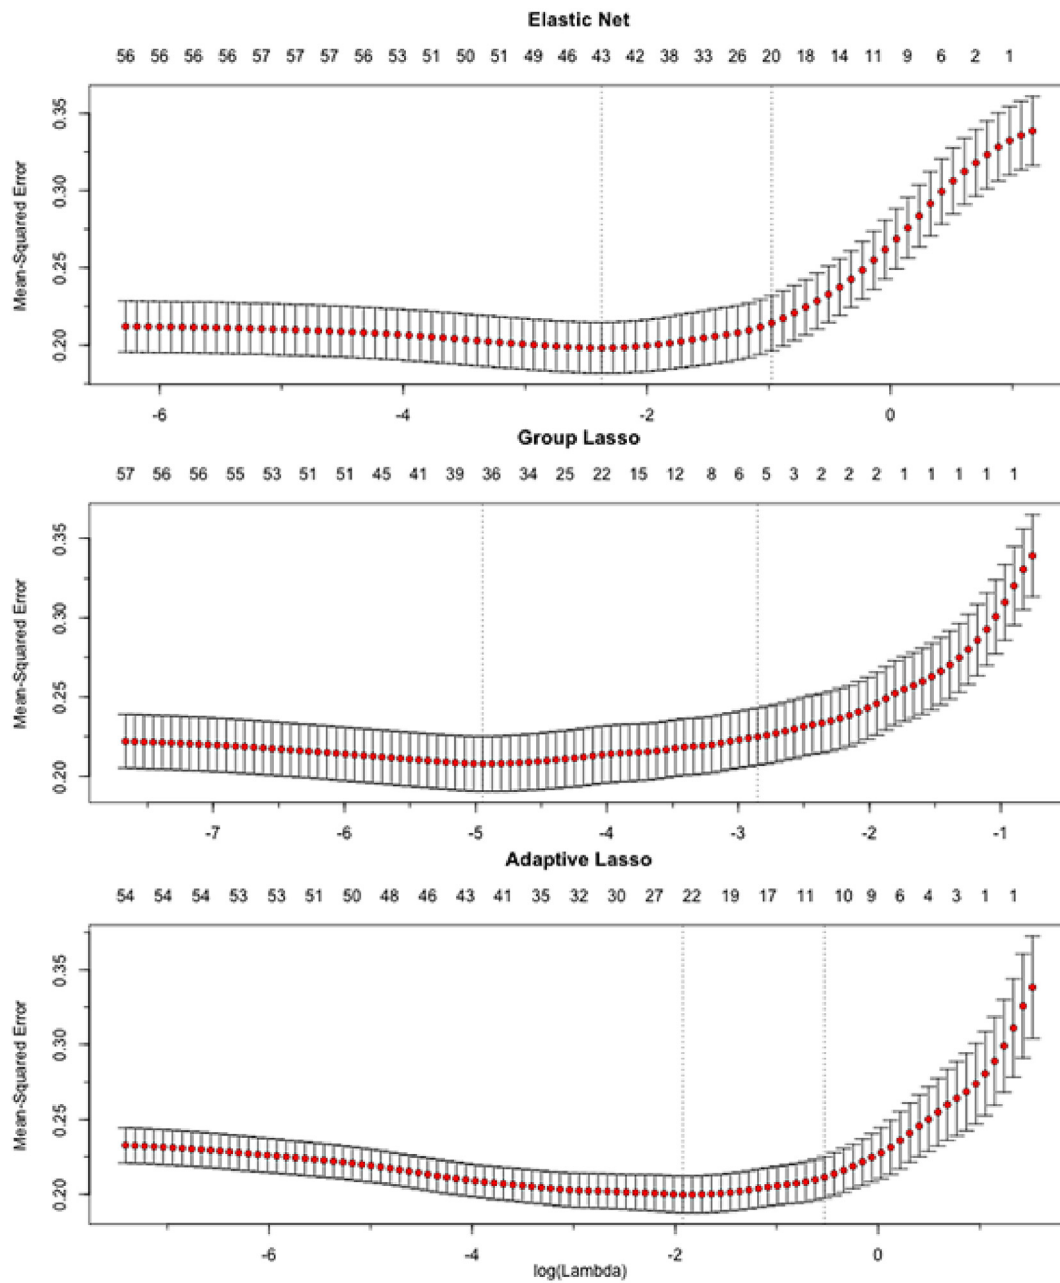 Elastic Net
56 56 56 56 57 57 57 56 53 51 50 51 49 46 43 42 38 33 26 20 18 14 11 9 6 2 1
Mean-Squared Error
0.35
0.30
0.25
0.20
-6 -4 -2 0
Group Lasso
57 56 56 55 53 51 51 45 41 39 36 34 25 22 15 12 8 6 5 3 2 2 2 1 1 1 1 1
Mean-Squared Error
0.35
0.30
0.25
0.20
-7 -6 -5 -4 -3 -2 -1
Adaptive Lasso
54 54 54 53 53 51 50 48 46 43 41 35 32 30 27 22 19 17 11 10 9 6 4 3 1 1
Mean-Squared Error
0.35
0.30
0.25
0.20
-6 -4 -2 0
log(Lambda)